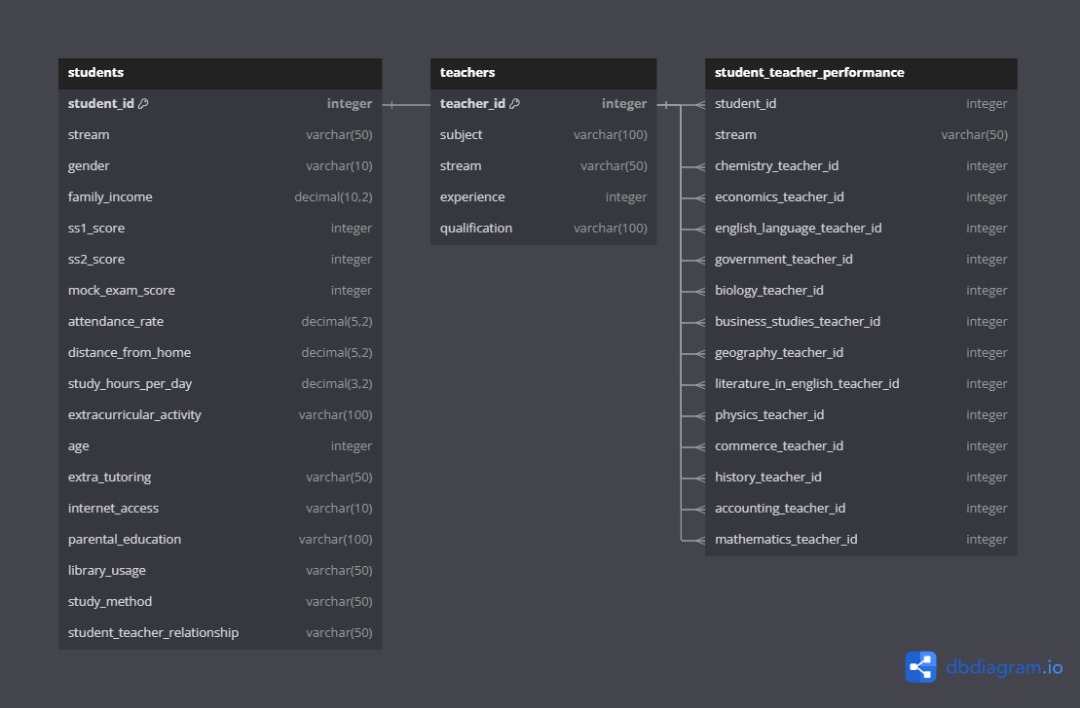 students
student_id integer
stream varchar(50)
gender varchar(10)
family_income decimal(10,2)
ss1_score integer
ss2_score integer
mock_exam_score integer
attendance_rate decimal(5,2)
distance_from_home decimal(5,2)
study_hours_per_day decimal(3,2)
extracurricular_activity varchar(100)
age integer
extra_tutoring varchar(50)
internet_access varchar(10)
parental_education varchar(100)
library_usage varchar(50)
study_method varchar(50)
student_teacher_relationship varchar(50)
teachers
teacher_id integer
subject varchar(100)
stream varchar(50)
experience integer
qualification varchar(100)
student_teacher_performance
student_id integer
stream varchar(50)
chemistry_teacher_id integer
economics_teacher_id integer
english_language_teacher_id integer
government_teacher_id integer
biology_teacher_id integer
business_studies_teacher_id integer
geography_teacher_id integer
literature_in_english_teacher_id integer
physics_teacher_id integer
commerce_teacher_id integer
history_teacher_id integer
accounting_teacher_id integer
mathematics_teacher_id integer
dbdiagram.io